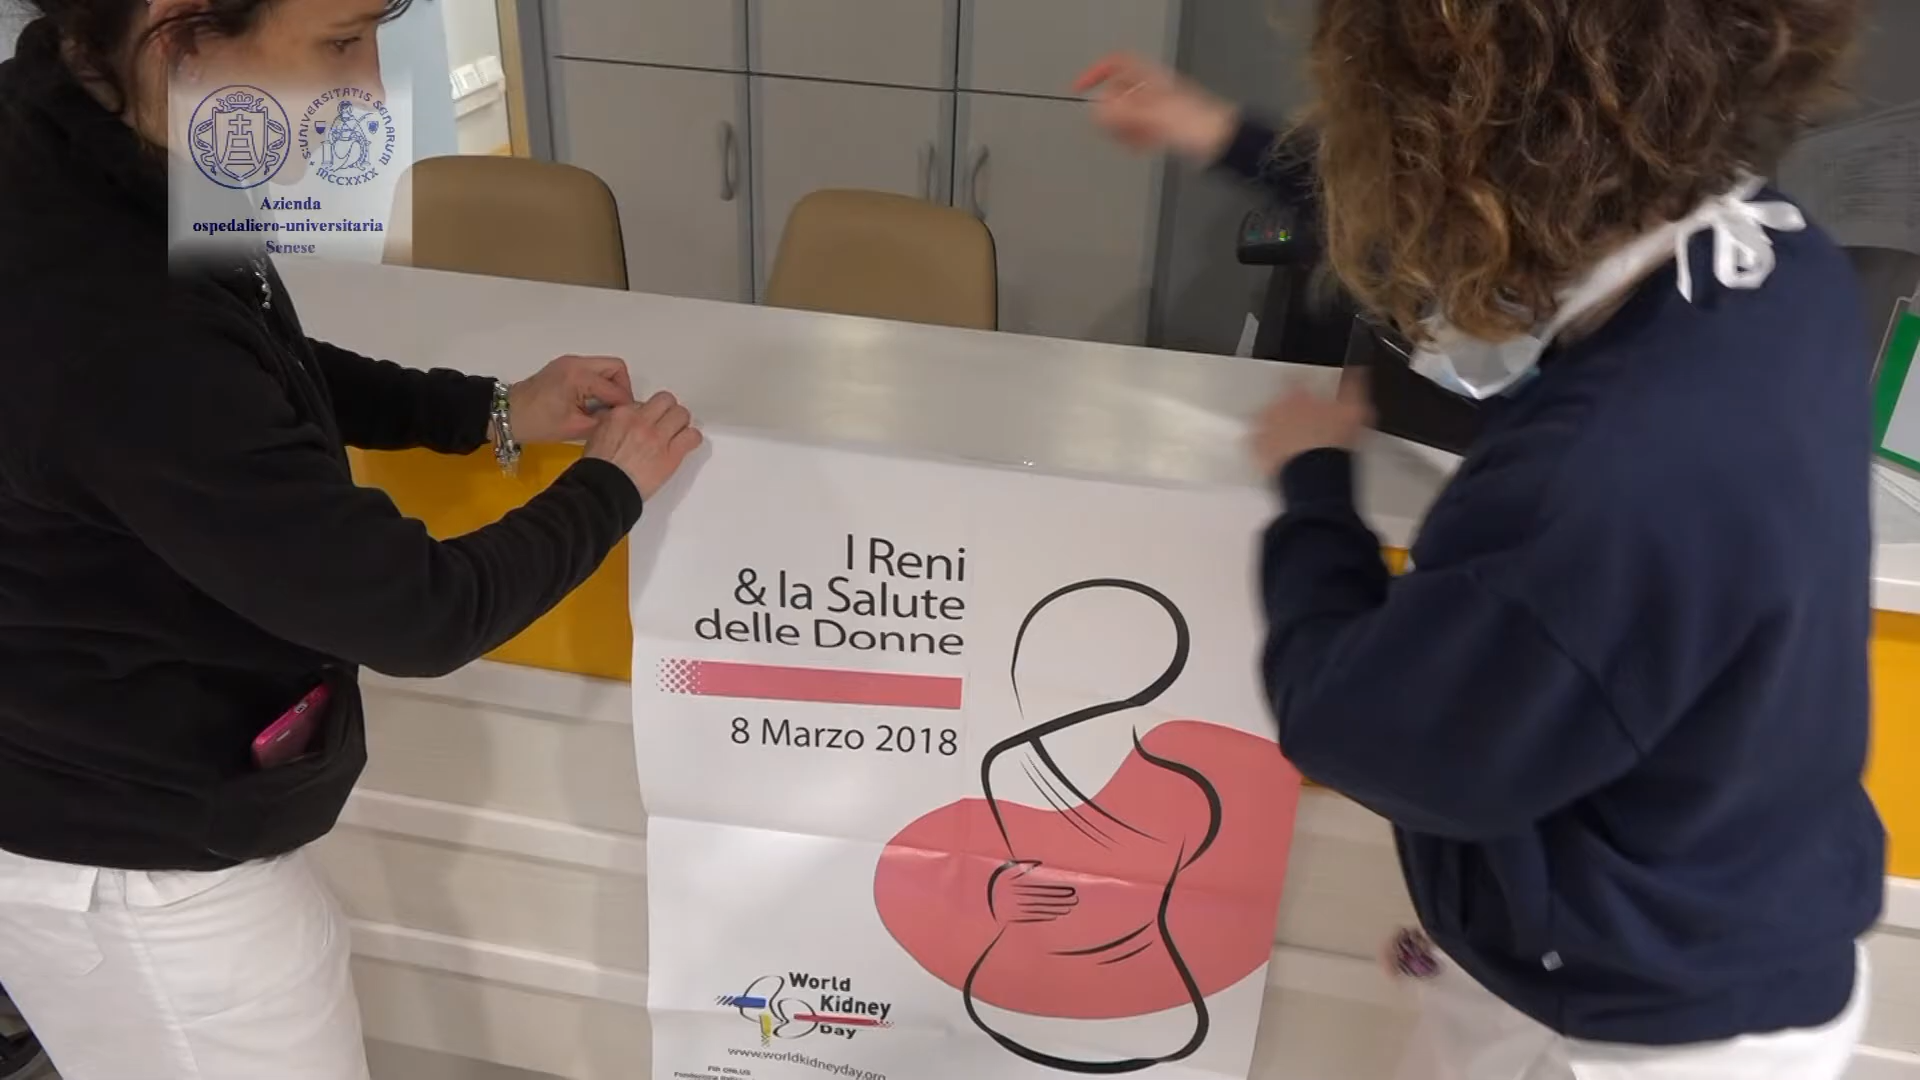 S:UNIVERSITATIS SENARUM
MCCXXXX
Azienda
ospedaliero-universitaria
Senese
I Reni
& la Salute
delle Donne
8 Marzo 2018
World
Kidney
Day
www.worldkidneyday.org